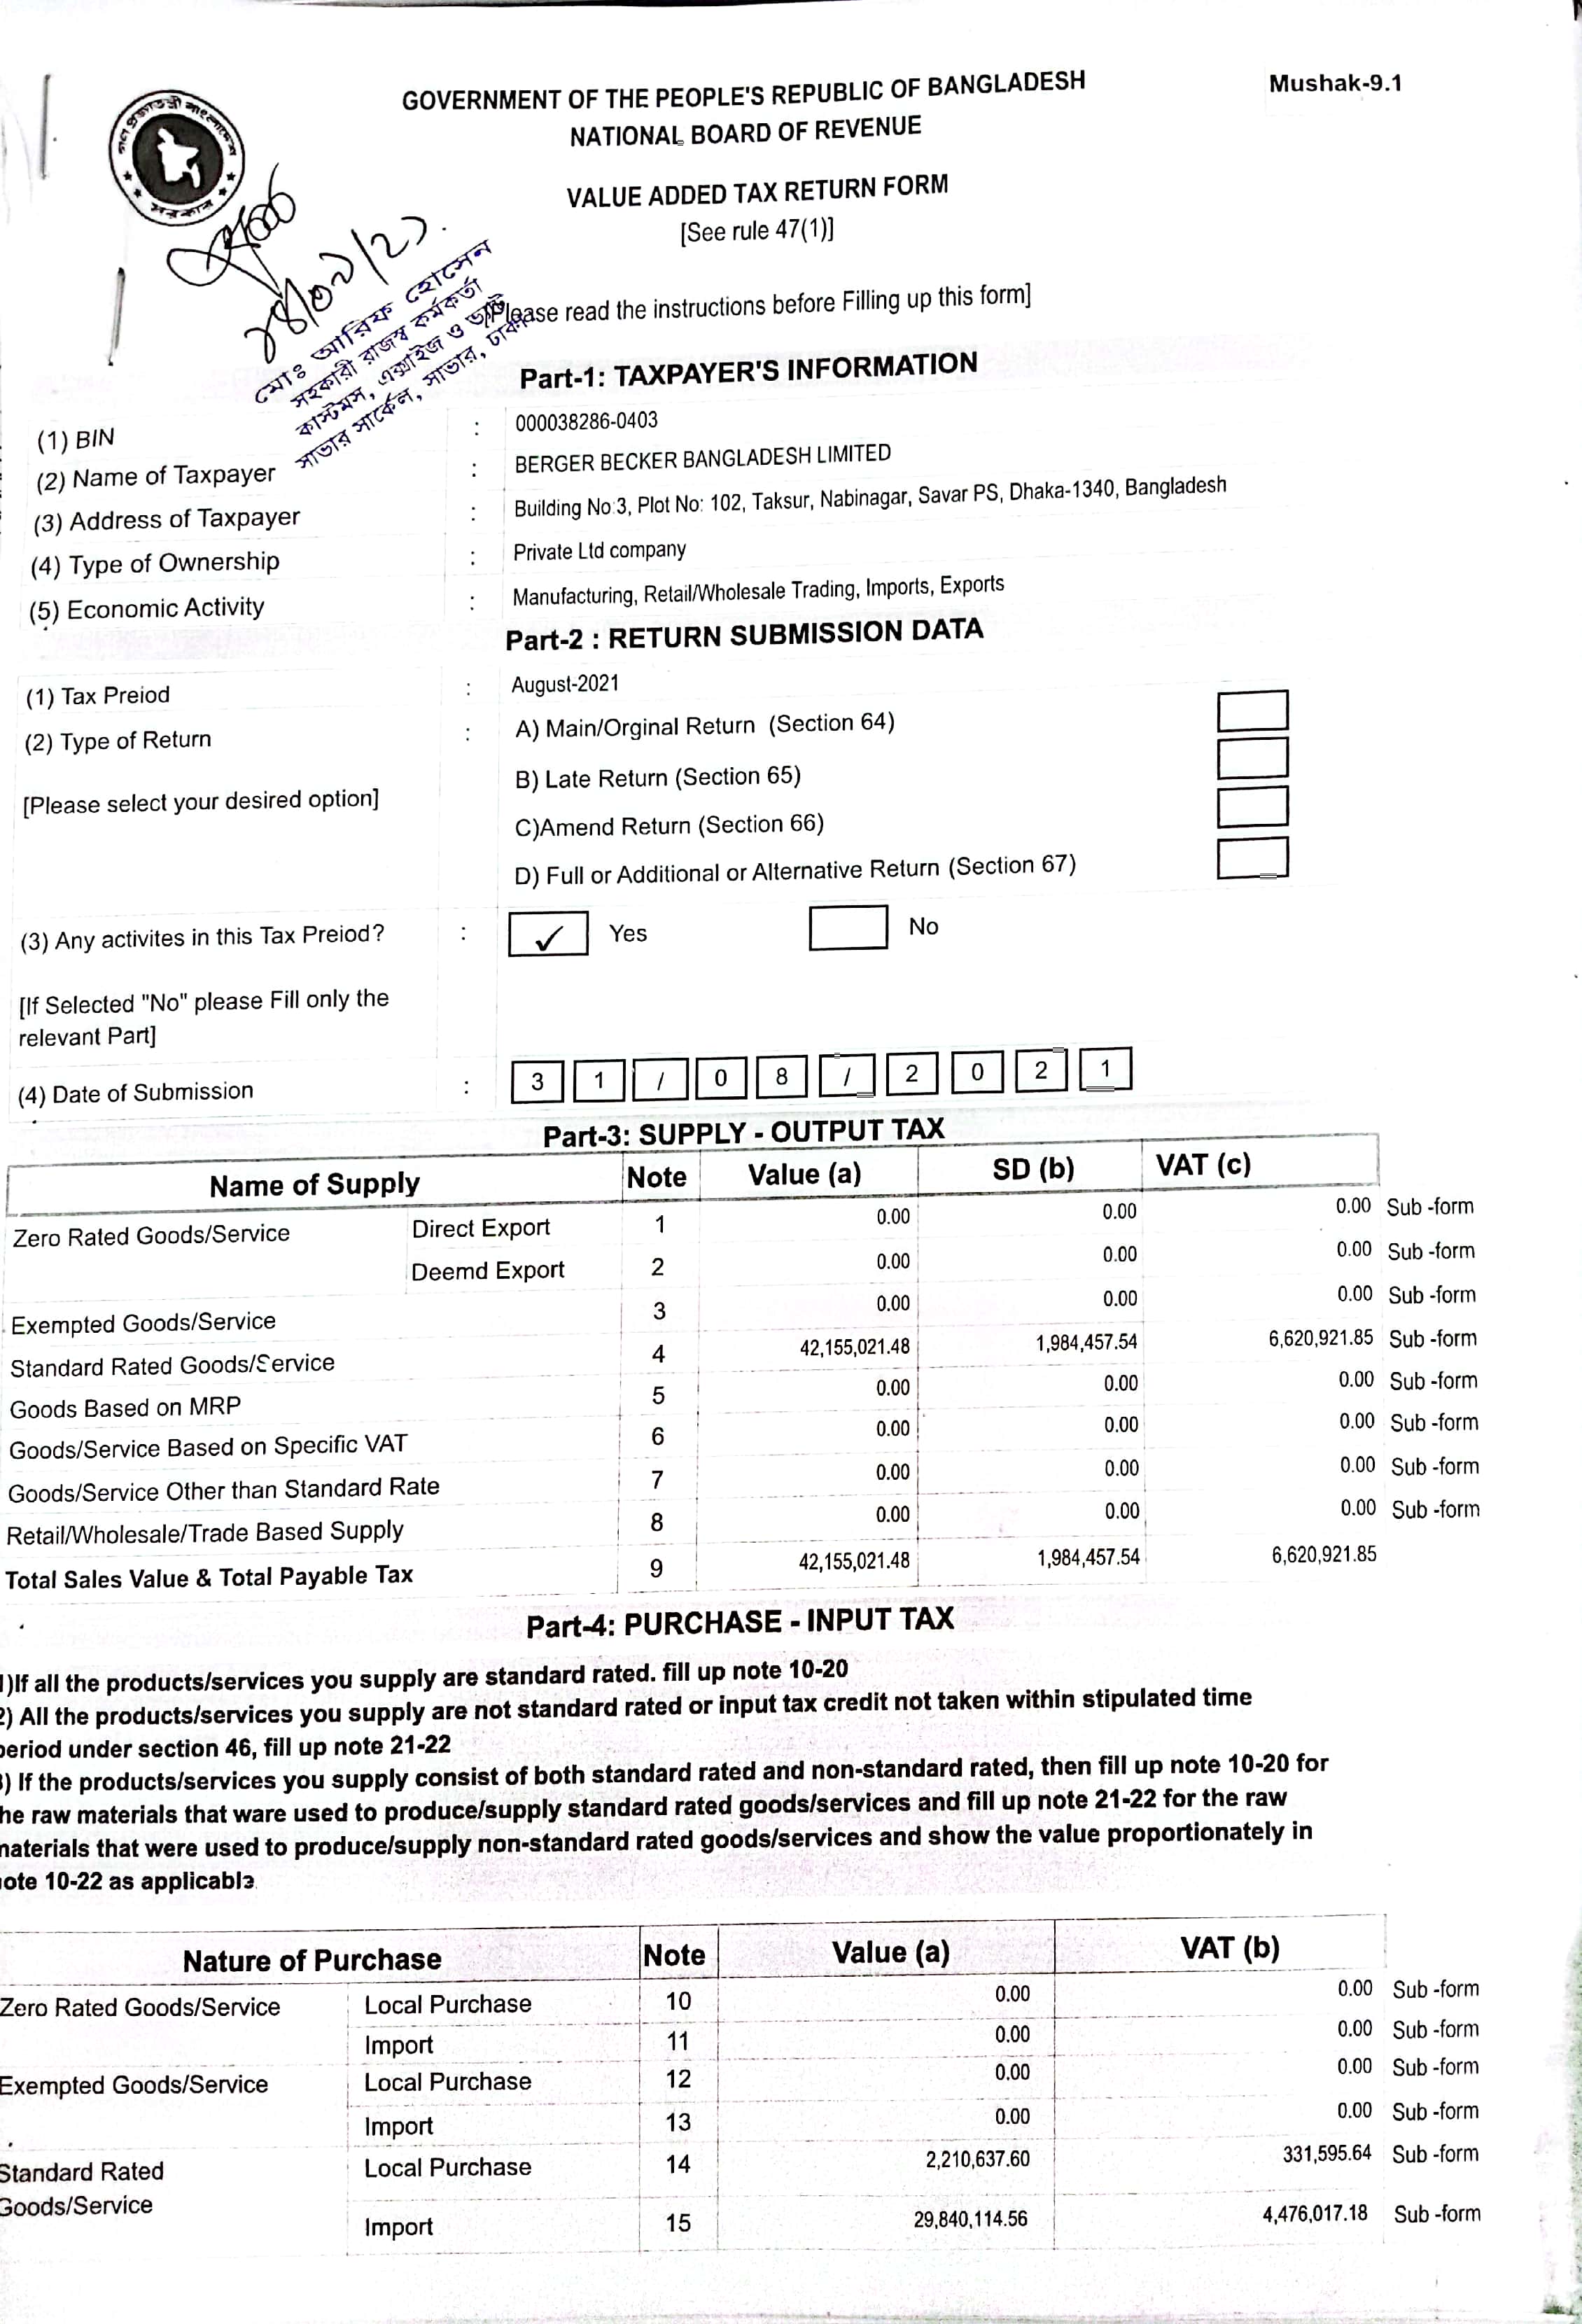 Mushak-9.1
GOVERNMENT OF THE PEOPLE'S REPUBLIC OF BANGLADESH
NATIONAL BOARD OF REVENUE
VALUE ADDED TAX RETURN FORM
[See rule 47(1)]
[Please read the instructions before Filling up this form]
মোঃ আরিফ হোসেন
সহকারী রাজস্ব কর্মকর্তা
কাস্টমস, এক্সাইজ ও ভ্যাট
সাভার সার্কেল, সাভার, ঢাকা
Part-1: TAXPAYER'S INFORMATION
(1) BIN : 000038286-0403
(2) Name of Taxpayer : BERGER BECKER BANGLADESH LIMITED
(3) Address of Taxpayer : Building No:3, Plot No: 102, Taksur, Nabinagar, Savar PS, Dhaka-1340, Bangladesh
(4) Type of Ownership : Private Ltd company
(5) Economic Activity : Manufacturing, Retail/Wholesale Trading, Imports, Exports
Part-2 : RETURN SUBMISSION DATA
(1) Tax Preiod : August-2021
(2) Type of Return : A) Main/Orginal Return (Section 64)
B) Late Return (Section 65)
[Please select your desired option]
C)Amend Return (Section 66)
D) Full or Additional or Alternative Return (Section 67)
(3) Any activites in this Tax Preiod? : ✓ Yes No
[If Selected "No" please Fill only the
relevant Part]
(4) Date of Submission : 3 1 / 0 8 / 2 0 2 1
Part-3: SUPPLY - OUTPUT TAX
Name of Supply Note Value (a) SD (b) VAT (c)
Zero Rated Goods/Service Direct Export 1 0.00 0.00 0.00 Sub -form
Deemd Export 2 0.00 0.00 0.00 Sub -form
Exempted Goods/Service 3 0.00 0.00 0.00 Sub -form
Standard Rated Goods/Service 4 42,155,021.48 1,984,457.54 6,620,921.85 Sub -form
Goods Based on MRP 5 0.00 0.00 0.00 Sub -form
Goods/Service Based on Specific VAT 6 0.00 0.00 0.00 Sub -form
Goods/Service Other than Standard Rate 7 0.00 0.00 0.00 Sub -form
Retail/Wholesale/Trade Based Supply 8 0.00 0.00 0.00 Sub -form
Total Sales Value & Total Payable Tax 9 42,155,021.48 1,984,457.54 6,620,921.85
Part-4: PURCHASE - INPUT TAX
)If all the products/services you supply are standard rated. fill up note 10-20
2) All the products/services you supply are not standard rated or input tax credit not taken within stipulated time
period under section 46, fill up note 21-22
) If the products/services you supply consist of both standard rated and non-standard rated, then fill up note 10-20 for
he raw materials that ware used to produce/supply standard rated goods/services and fill up note 21-22 for the raw
naterials that were used to produce/supply non-standard rated goods/services and show the value proportionately in
ote 10-22 as applicable
Nature of Purchase Note Value (a) VAT (b)
Zero Rated Goods/Service Local Purchase 10 0.00 0.00 Sub -form
Import 11 0.00 0.00 Sub -form
Exempted Goods/Service Local Purchase 12 0.00 0.00 Sub -form
Import 13 0.00 0.00 Sub -form
Standard Rated Local Purchase 14 2,210,637.60 331,595.64 Sub -form
Goods/Service Import 15 29,840,114.56 4,476,017.18 Sub -form